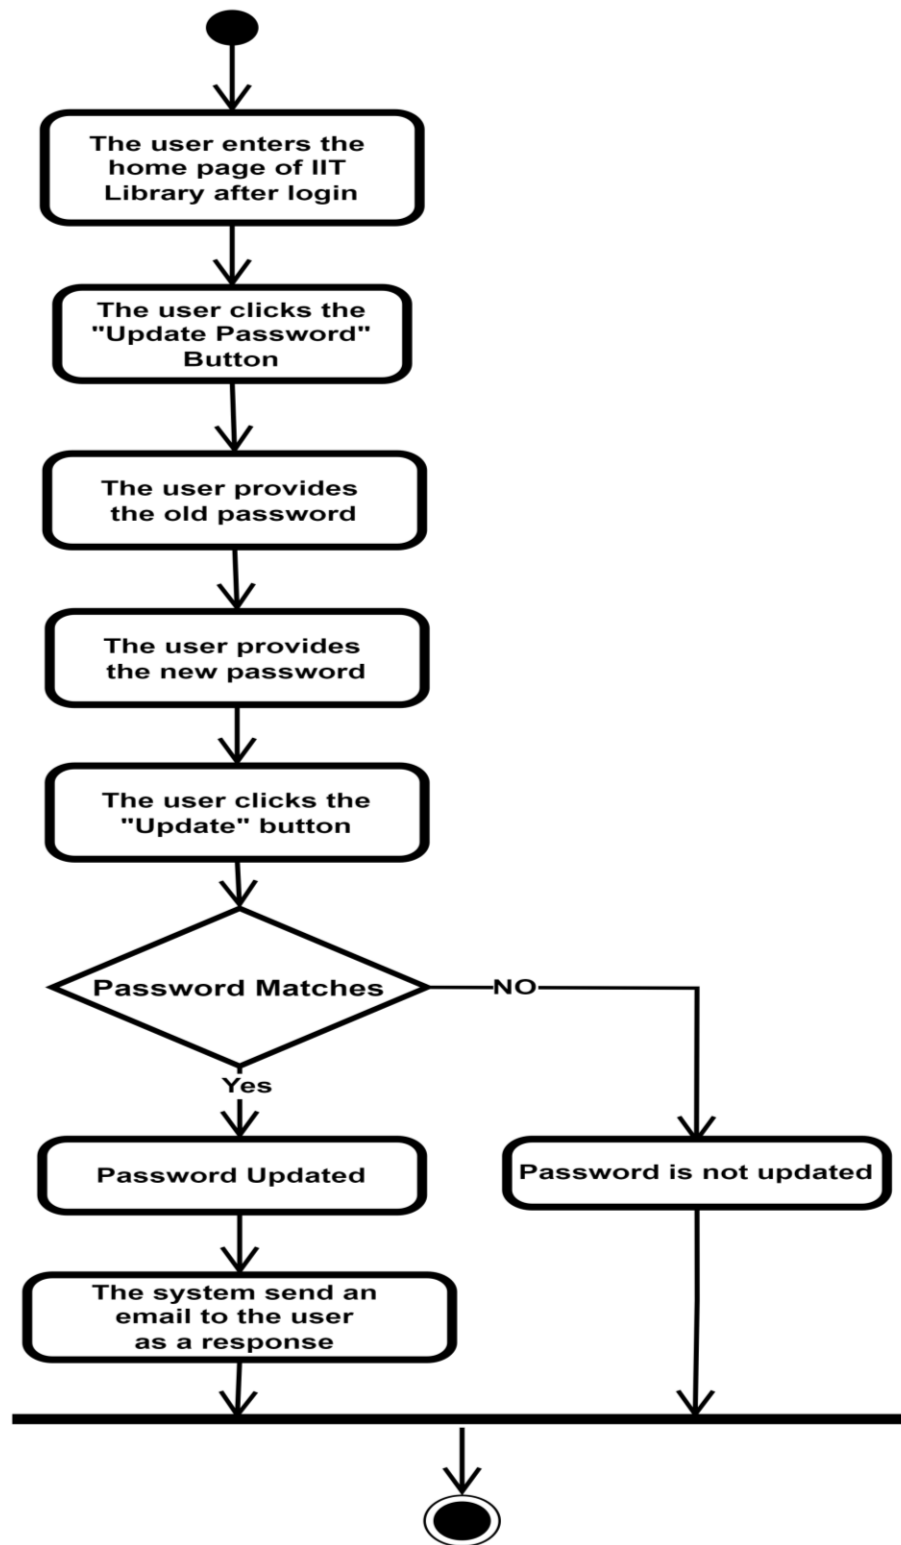 The user enters the
home page of IIT
Library after login
The user clicks the
"Update Password"
Button
The user provides
the old password
The user provides
the new password
The user clicks the
"Update" button
Password Matches
NO
Yes
Password Updated
Password is not updated
The system send an
email to the user
as a response